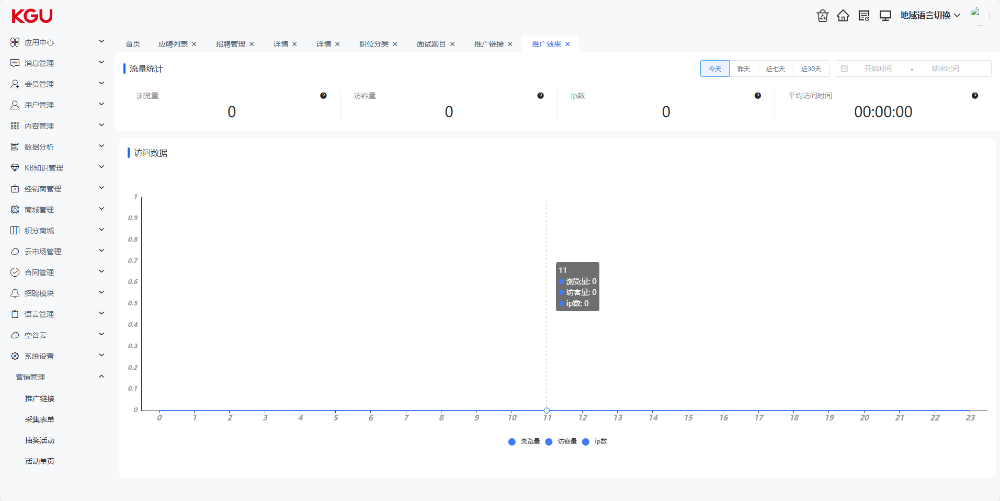 KGU
地域语言切换
应用中心
消息管理
会员管理
用户管理
内容管理
数据分析
KB知识管理
经销商管理
商城管理
积分商城
云市场管理
合同管理
招聘模块
语言管理
空谷云
系统设置
营销管理
推广链接
采集表单
抽奖活动
活动单页
首页 应聘列表 招聘管理 详情 详情 职位分类 面试题目 推广链接 推广效果
流量统计
今天 昨天 近七天 近30天 开始时间 - 结束时间
浏览量 访客量 ip数 平均访问时间
0 0 0 00:00:00
访问数据
1
0.9
0.8
0.7
0.6
0.5
0.4
0.3
0.2
0.1
0
11
浏览量: 0
访客量: 0
ip数: 0
0 1 2 3 4 5 6 7 8 9 10 11 12 13 14 15 16 17 18 19 20 21 22 23
浏览量 访客量 ip数